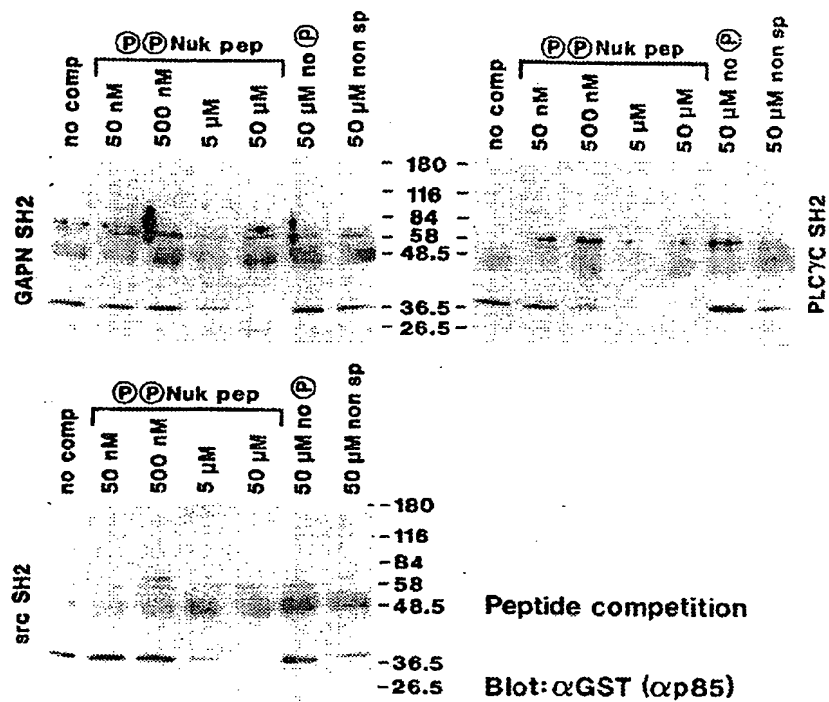 ⓅⓅNuk pep
no comp
50 nM
500 nM
5 µM
50 µM
50 µM no Ⓟ
50 µM non sp
GAPN SH2
- 180 -
- 116 -
- 84 -
- 58 -
- 48.5 -
- 36.5 -
- 26.5 -
ⓅⓅNuk pep
no comp
50 nM
500 nM
5 µM
50 µM
50 µM no Ⓟ
50 µM non sp
PLCγC SH2
ⓅⓅNuk pep
no comp
50 nM
500 nM
5 µM
50 µM
50 µM no Ⓟ
50 µM non sp
src SH2
-180
-116
-84
-58
-48.5
-36.5
-26.5
Peptide competition
Blot: αGST (αp85)